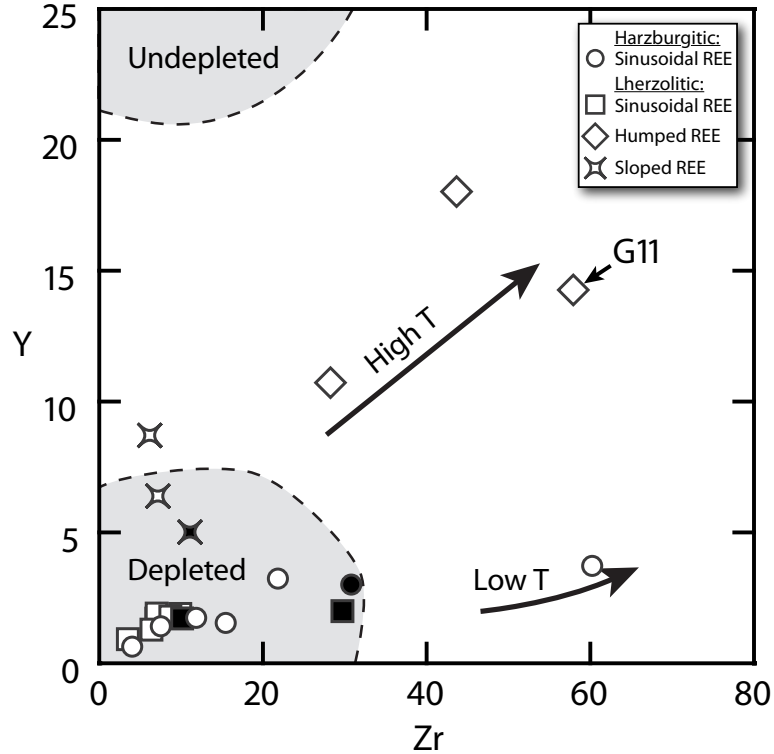 25
20
15
10
5
0
Y
Undepleted
Harzburgitic:
Sinusoidal REE
Lherzolitic:
Sinusoidal REE
Humped REE
Sloped REE
G11
High T
Depleted
Low T
0 20 40 60 80
Zr